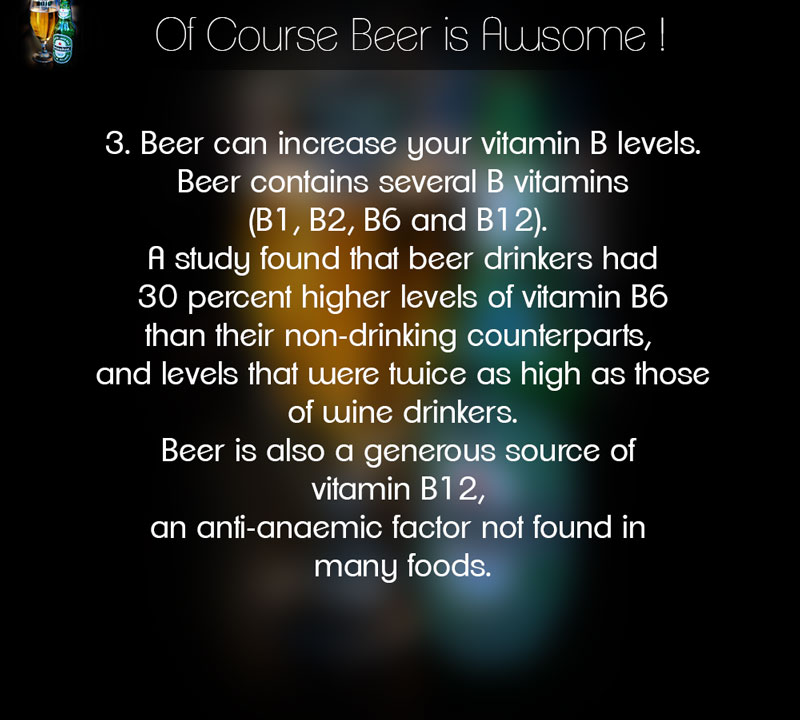 Of Course Beer is Awsome !
3. Beer can increase your vitamin B levels.
Beer contains several B vitamins
(B1, B2, B6 and B12).
A study found that beer drinkers had
30 percent higher levels of vitamin B6
than their non-drinking counterparts,
and levels that were twice as high as those
of wine drinkers.
Beer is also a generous source of
vitamin B12,
an anti-anaemic factor not found in
many foods.